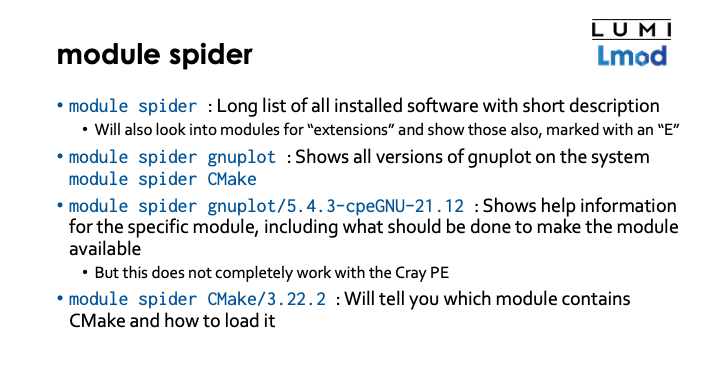 LUMI
Lmod
module spider
• module spider : Long list of all installed software with short description
• Will also look into modules for “extensions” and show those also, marked with an “E”
• module spider gnuplot : Shows all versions of gnuplot on the system
module spider CMake
• module spider gnuplot/5.4.3-cpeGNU-21.12 : Shows help information
for the specific module, including what should be done to make the module
available
• But this does not completely work with the Cray PE
• module spider CMake/3.22.2 : Will tell you which module contains
CMake and how to load it